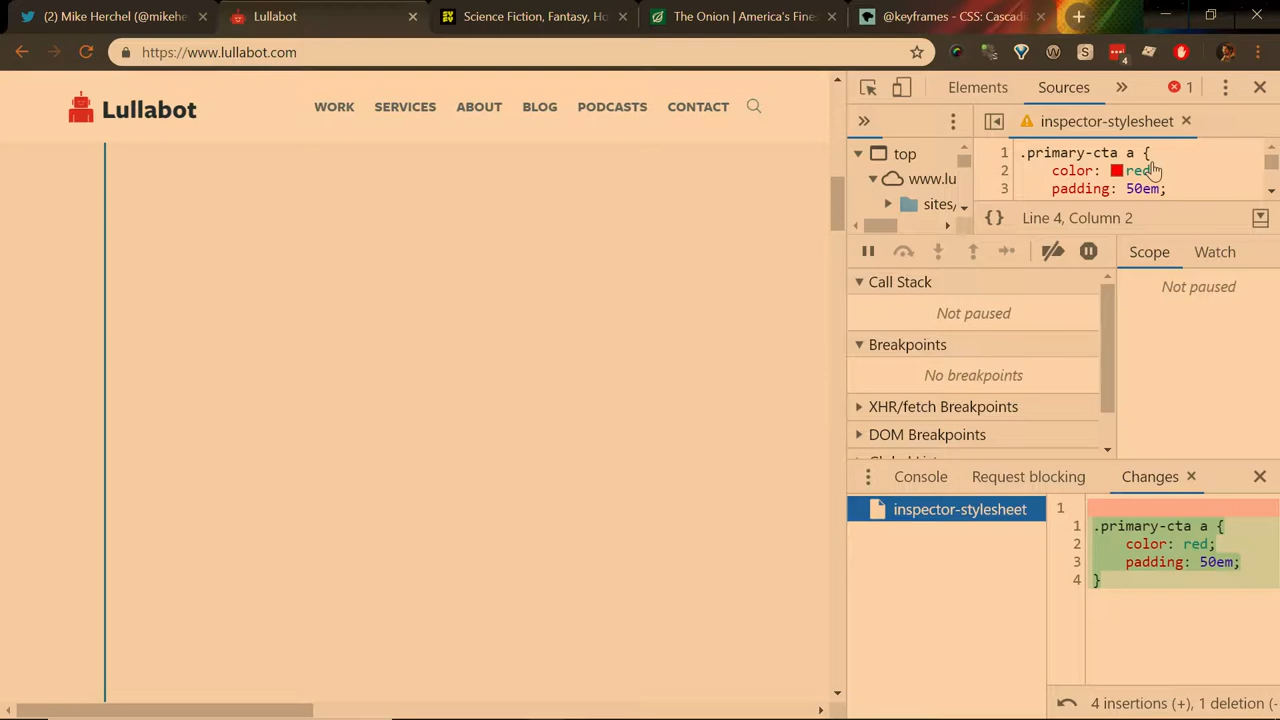 (2) Mike Herchel (@mikehe
Lullabot
Science Fiction, Fantasy, Ho
The Onion | America's Fines
@keyframes - CSS: Cascadi
https://www.lullabot.com
4
Lullabot
WORK SERVICES ABOUT BLOG PODCASTS CONTACT
Elements Sources » 1
» inspector-stylesheet
top
www.lu
sites/
1 .primary-cta a {
2 color: red
3 padding: 50em;
{} Line 4, Column 2
Scope Watch
Call Stack
Not paused
Not paused
Breakpoints
No breakpoints
XHR/fetch Breakpoints
DOM Breakpoints
Console Request blocking Changes
inspector-stylesheet
1
1 .primary-cta a {
2 color: red;
3 padding: 50em;
4 }
4 insertions (+), 1 deletion (-